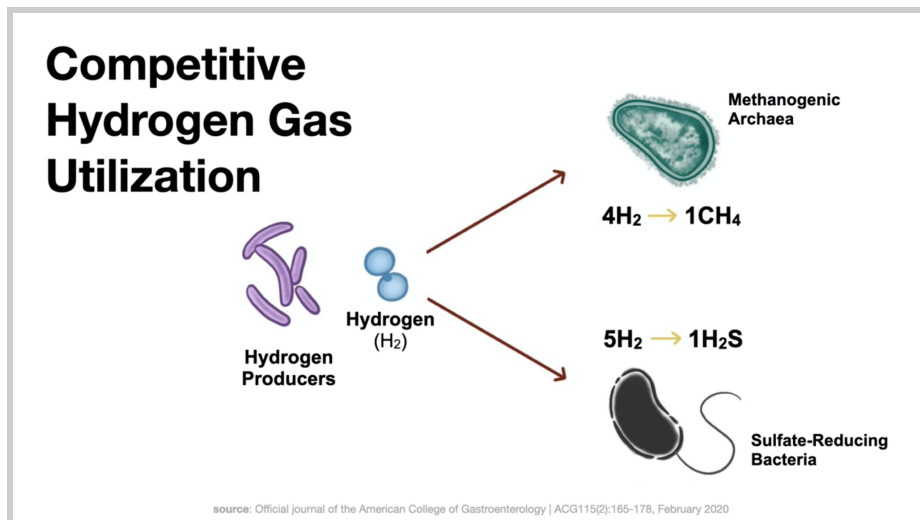 Competitive
Hydrogen Gas
Utilization
Methanogenic
Archaea
4H₂ → 1CH₄
Hydrogen
(H₂)
Hydrogen
Producers
5H₂ → 1H₂S
Sulfate-Reducing
Bacteria
source: Official journal of the American College of Gastroenterology | ACG115(2):165-178, February 2020